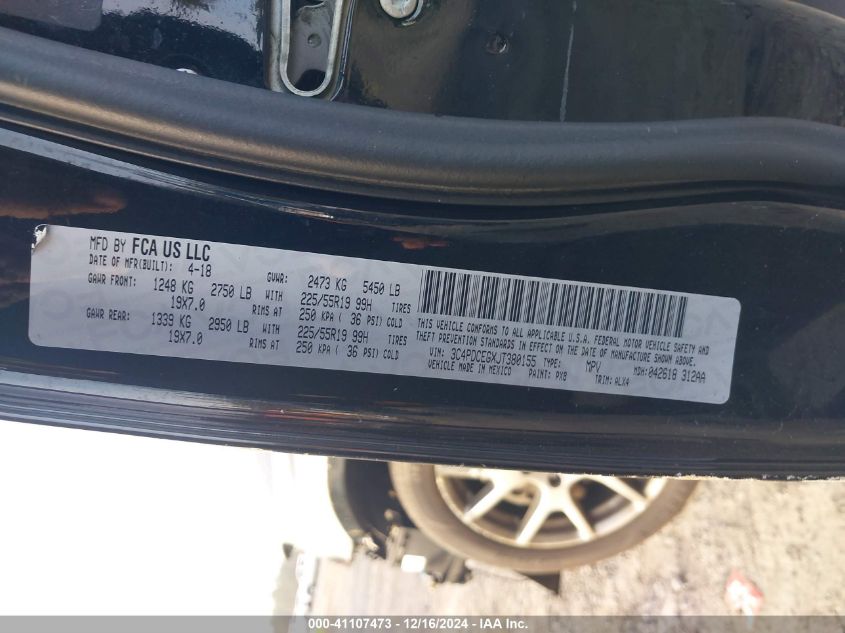 MFD BY FCA US LLC
DATE OF MFR(BUILT): 4-18 GVWR: 2473 KG 5450 LB
GAWR FRONT: 1248 KG 2750 LB WITH 225/55R19 99H TIRES
19X7.0 RIMS AT 250 KPA ( 36 PSI) COLD
GAWR REAR: 1339 KG 2950 LB WITH 225/55R19 99H TIRES
19X7.0 RIMS AT 250 KPA ( 36 PSI) COLD
THIS VEHICLE CONFORMS TO ALL APPLICABLE U.S.A. FEDERAL MOTOR VEHICLE SAFETY AND
THEFT PREVENTION STANDARDS IN EFFECT ON THE DATE OF MANUFACTURE SHOWN ABOVE.
VIN: 3C4PDCEGXJT380155 TYPE: MPV MDH: 042618 312AA
VEHICLE MADE IN MEXICO PAINT: PX8 TRIM: ALX4
000-41107473 - 12/16/2024 - IAAI.com